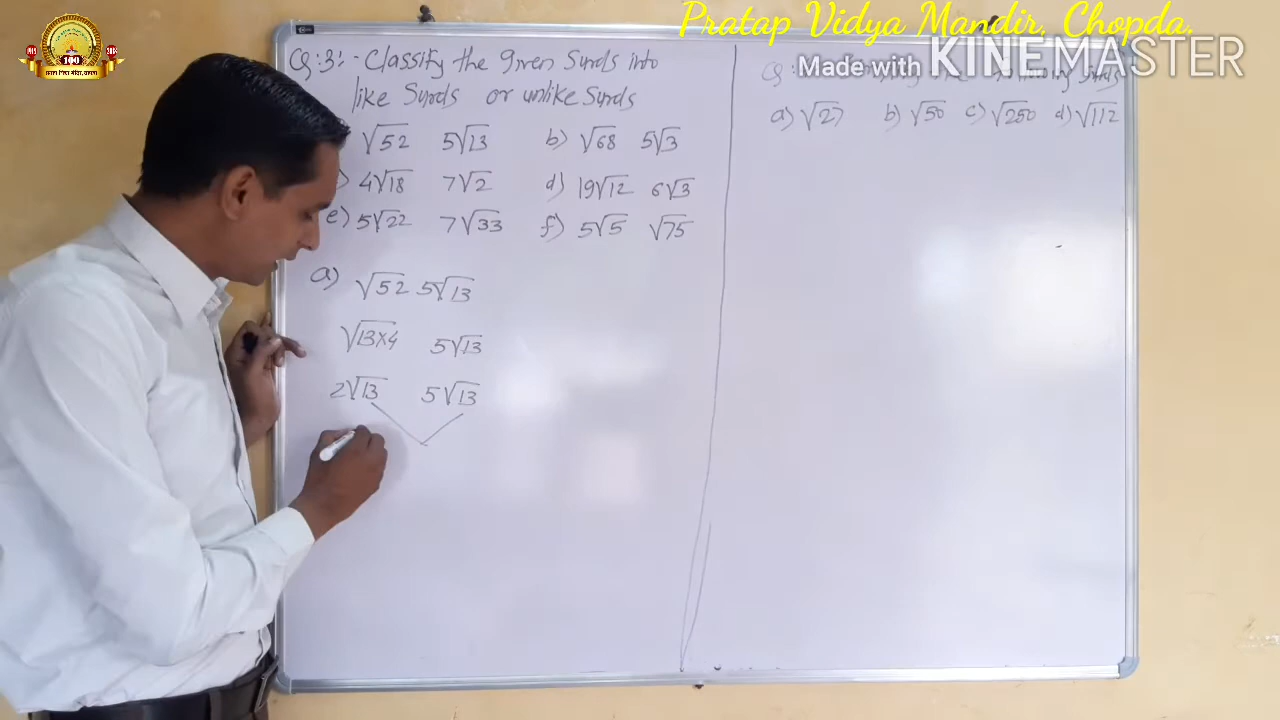 Pratap Vidya Mandir, Chopda.
Made with KINEMASTER
100
Q:3:- Classify the given Surds into
like Surds or unlike Surds
√52 5√13 b) √68 5√3
) 4√18 7√2 d) 19√12 6√3
e) 5√22 7√33 f) 5√5 √75
a) √52 5√13
√13×4 5√13
2√13 5√13
Q: Surds
a) √27 b) √50 c) √250 d) √112